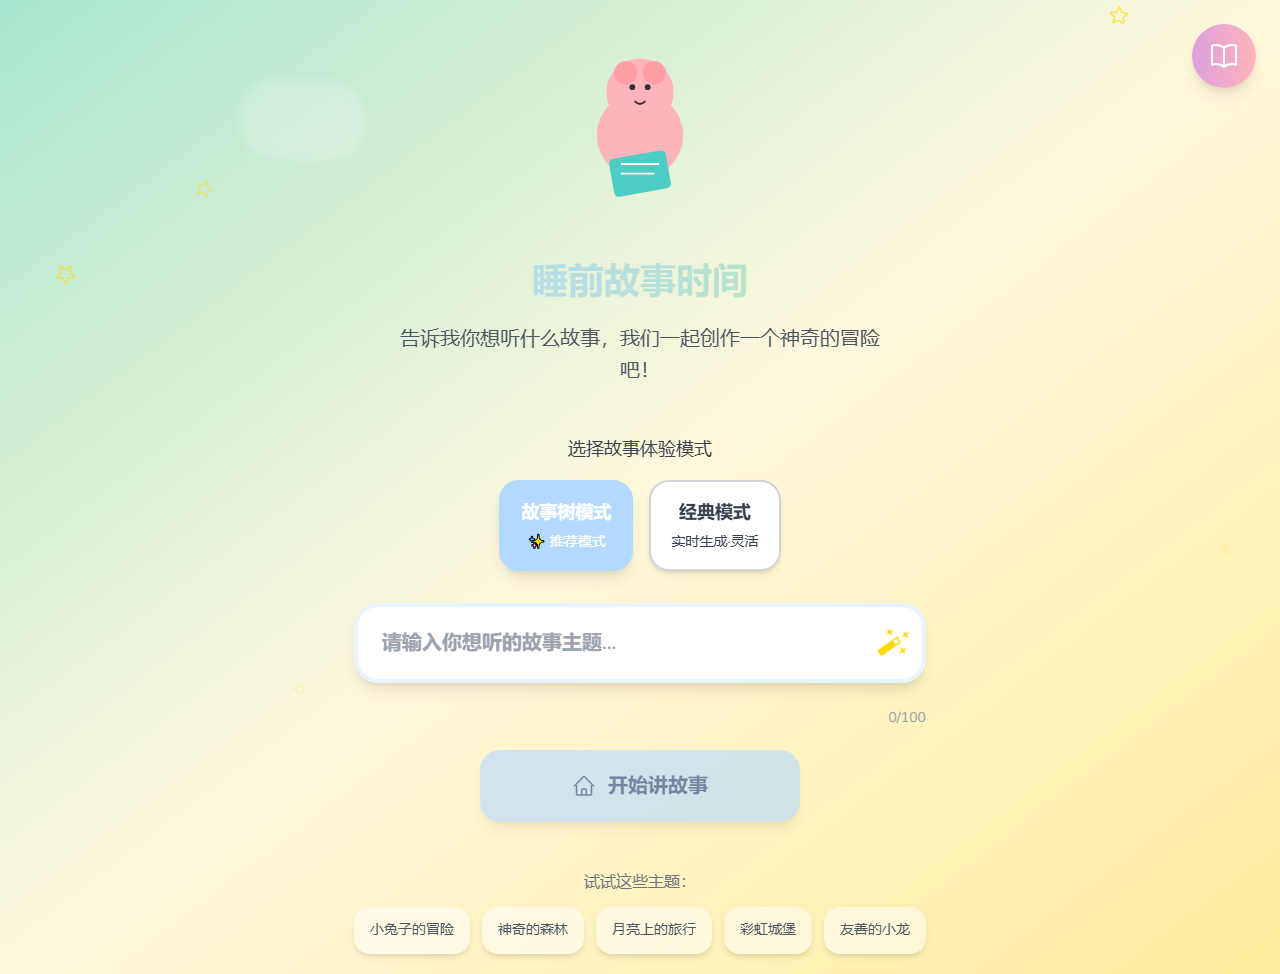 睡前故事时间
告诉我你想听什么故事，我们一起创作一个神奇的冒险
吧！
选择故事体验模式
故事树模式
✨ 推荐模式
经典模式
实时生成·灵活
请输入你想听的故事主题...
0/100
开始讲故事
试试这些主题：
小兔子的冒险
神奇的森林
月亮上的旅行
彩虹城堡
友善的小龙